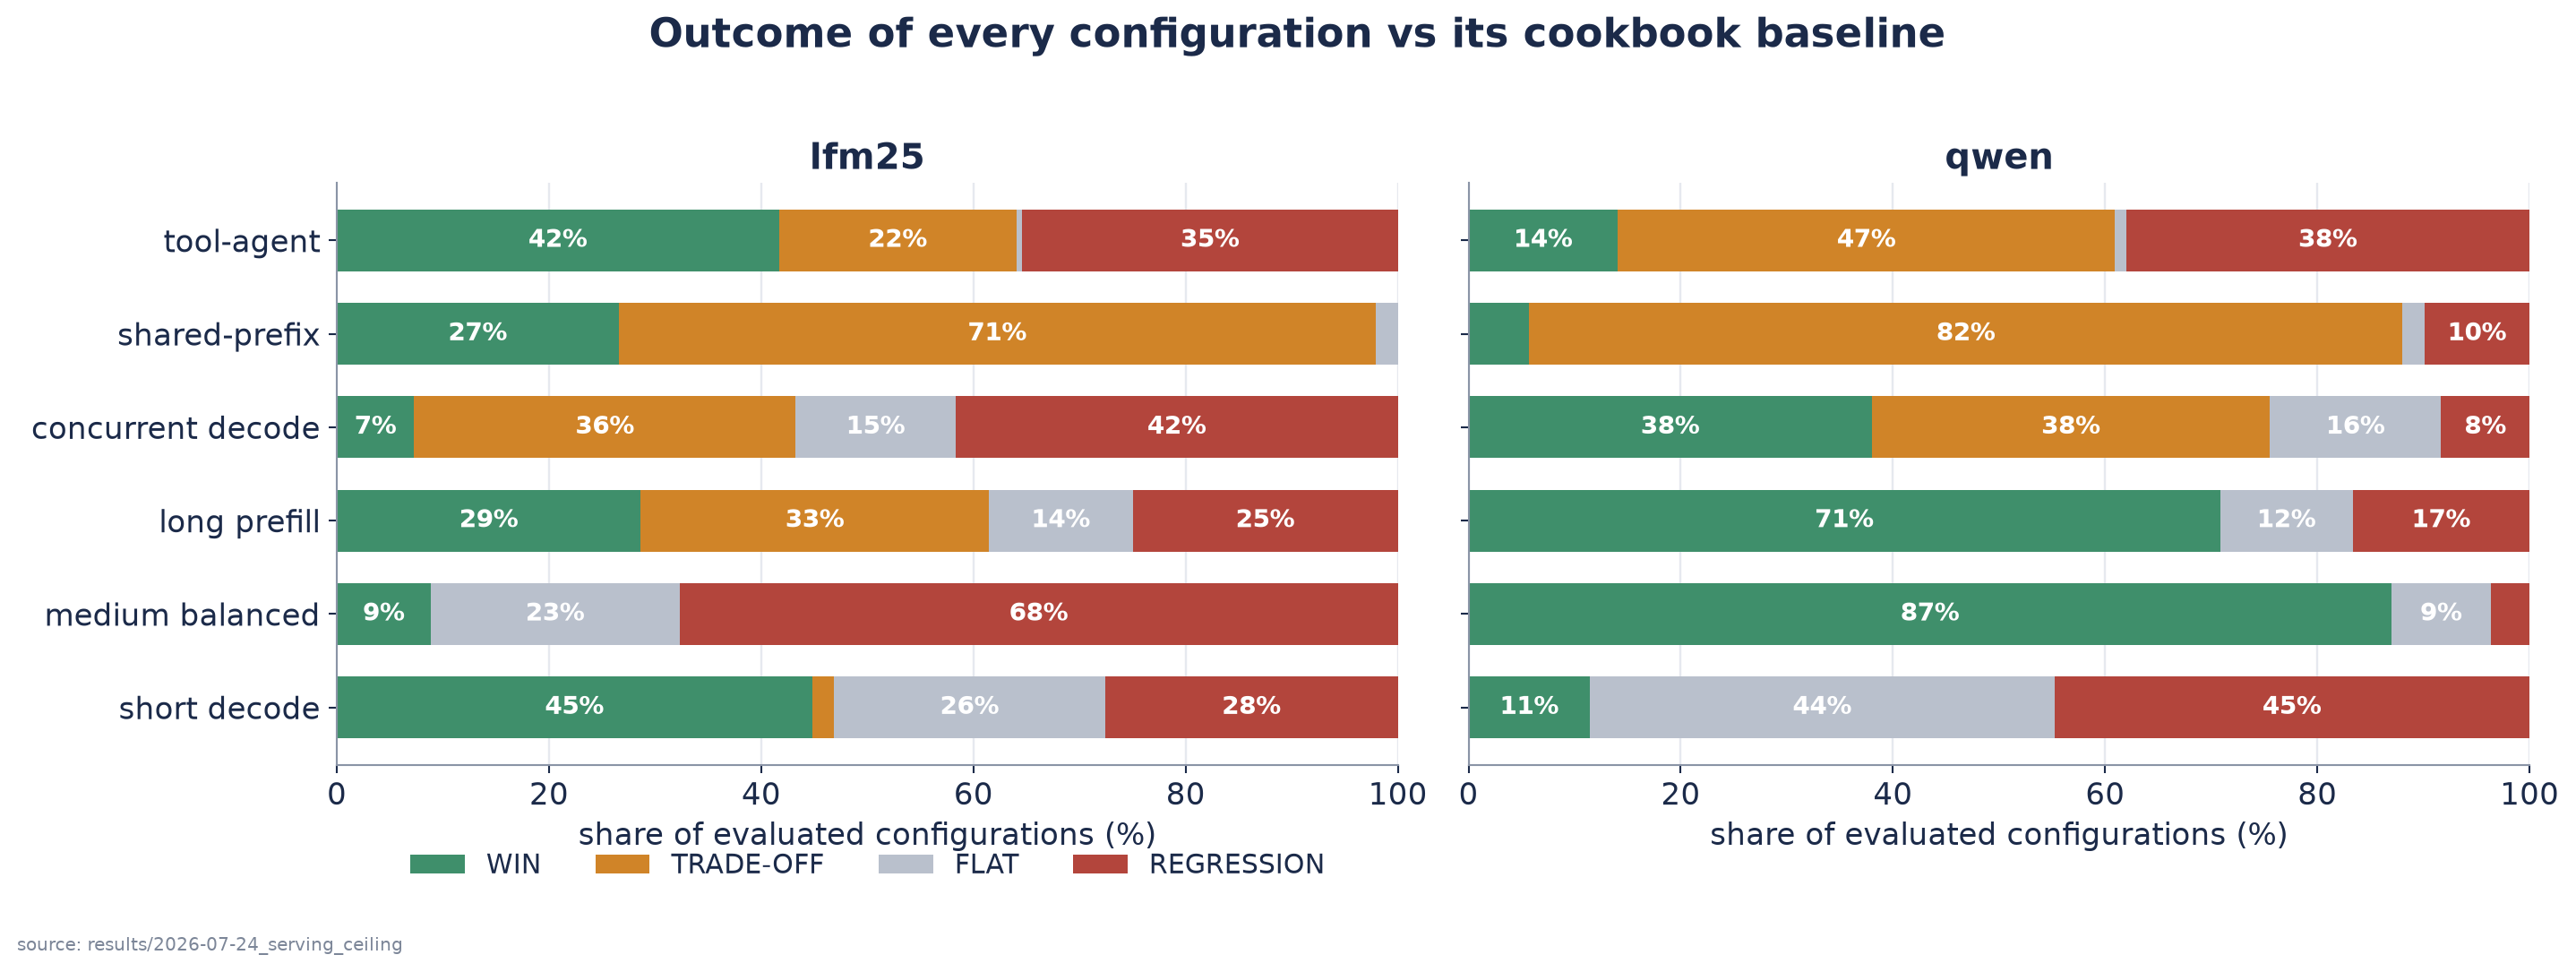 Outcome of every configuration vs its cookbook baseline
lfm25
qwen
tool-agent
42%
22%
35%
14%
47%
38%
shared-prefix
27%
71%
82%
10%
concurrent decode
7%
36%
15%
42%
38%
38%
16%
8%
long prefill
29%
33%
14%
25%
71%
12%
17%
medium balanced
9%
23%
68%
87%
9%
short decode
45%
26%
28%
11%
44%
45%
0 20 40 60 80 100
0 20 40 60 80 100
share of evaluated configurations (%)
share of evaluated configurations (%)
WIN TRADE-OFF FLAT REGRESSION
source: results/2026-07-24_serving_ceiling